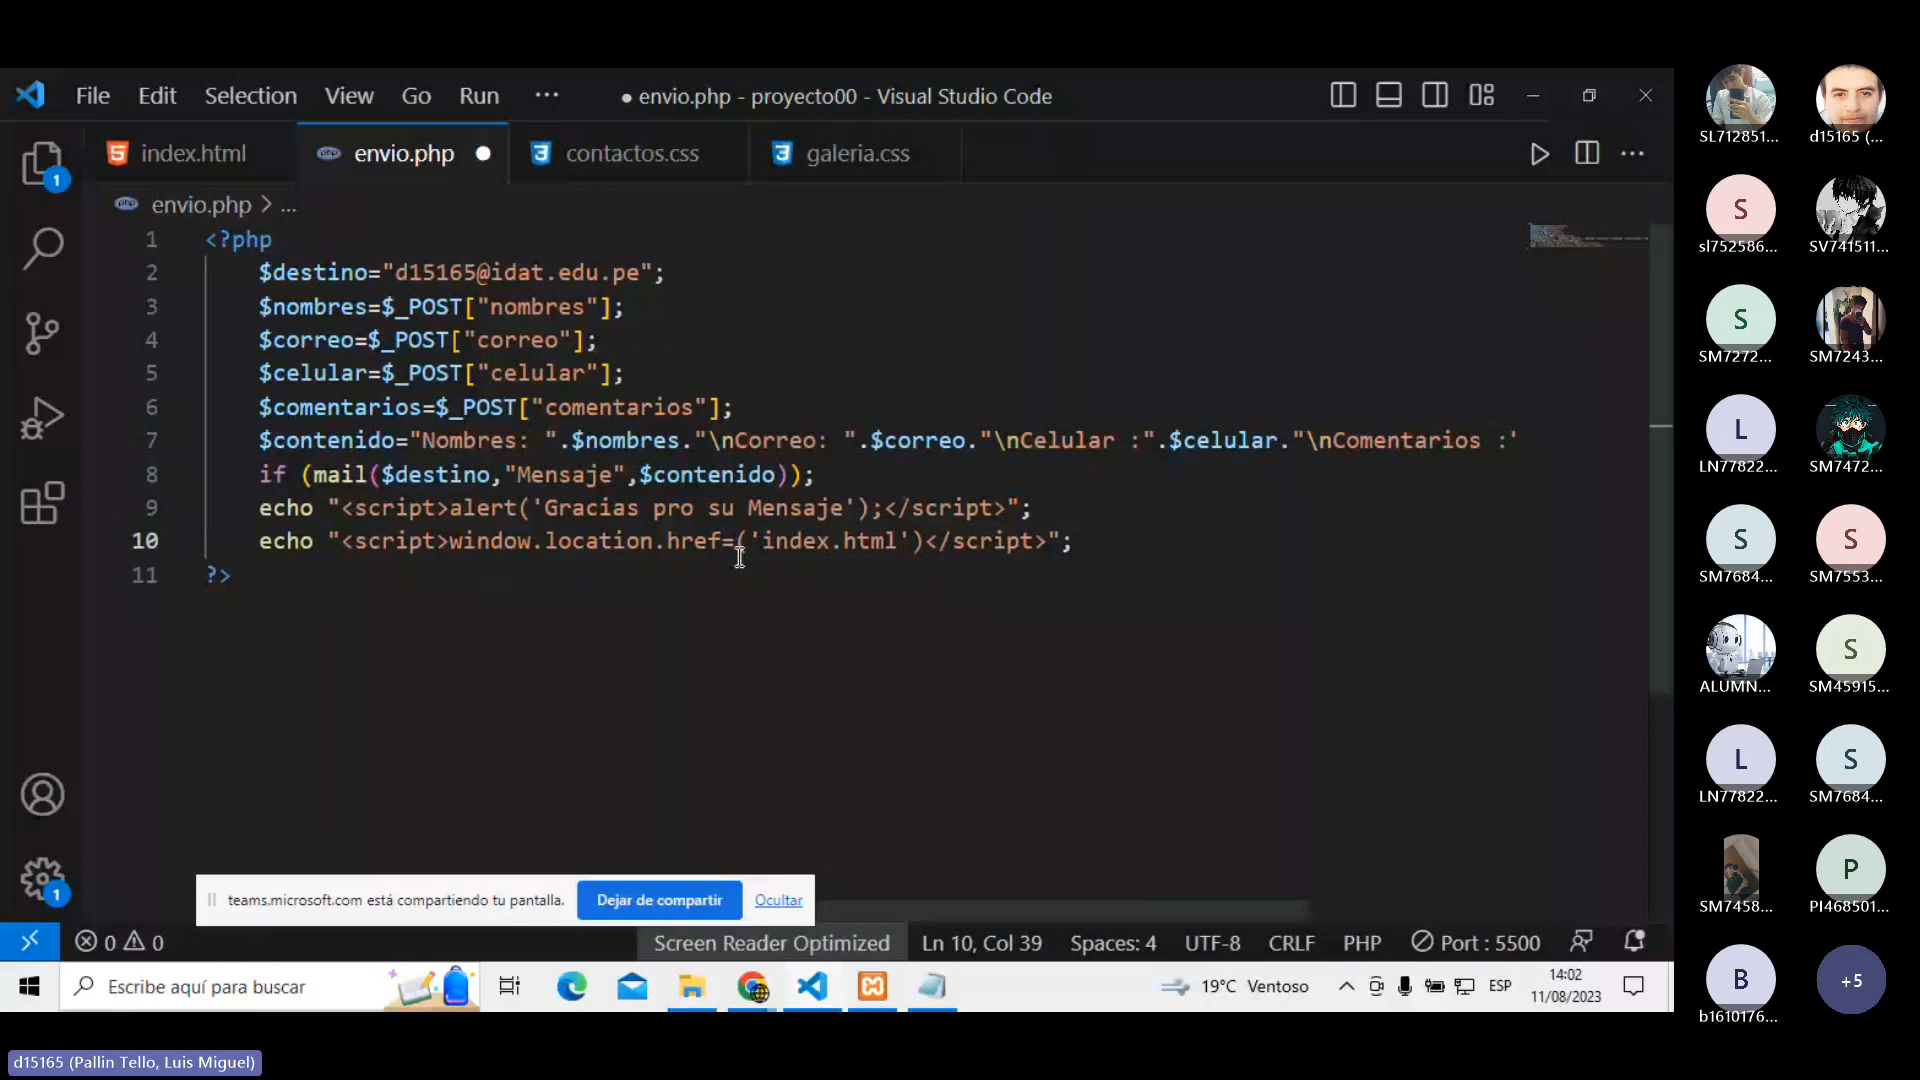 File Edit Selection View Go Run ··· ● envio.php - proyecto00 - Visual Studio Code
index.html envio.php contactos.css galeria.css
envio.php > ...
1 <?php
2 $destino="d15165@idat.edu.pe";
3 $nombres=$_POST["nombres"];
4 $correo=$_POST["correo"];
5 $celular=$_POST["celular"];
6 $comentarios=$_POST["comentarios"];
7 $contenido="Nombres: ".$nombres."\nCorreo: ".$correo."\nCelular :".$celular."\nComentarios :'
8 if (mail($destino,"Mensaje",$contenido));
9 echo "<script>alert('Gracias pro su Mensaje');</script>";
10 echo "<script>window.location.href=('index.html')</script>";
11 ?>
1
1
teams.microsoft.com está compartiendo tu pantalla. Dejar de compartir Ocultar
0 0 Screen Reader Optimized Ln 10, Col 39 Spaces: 4 UTF-8 CRLF PHP Port : 5500
Escribe aquí para buscar 19°C Ventoso ESP 14:02
11/08/2023
SL712851... d15165 (...
S
sl752586... SV741511...
S
SM7272... SM7243...
L
LN77822... SM7472...
S S
SM7684... SM7553...
S
ALUMN... SM45915...
L S
LN77822... SM7684...
P
SM7458... PI468501...
B +5
b1610176...
d15165 (Pallin Tello, Luis Miguel)